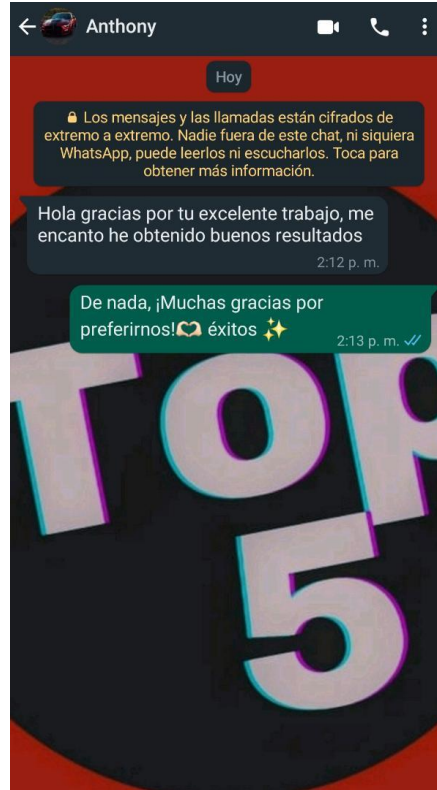 Anthony
Hoy
🔒 Los mensajes y las llamadas están cifrados de
extremo a extremo. Nadie fuera de este chat, ni siquiera
WhatsApp, puede leerlos ni escucharlos. Toca para
obtener más información.
Hola gracias por tu excelente trabajo, me
encanto he obtenido buenos resultados
2:12 p. m.
De nada, ¡Muchas gracias por
preferirnos!🫶🏻 éxitos ✨
2:13 p. m.
Top
5